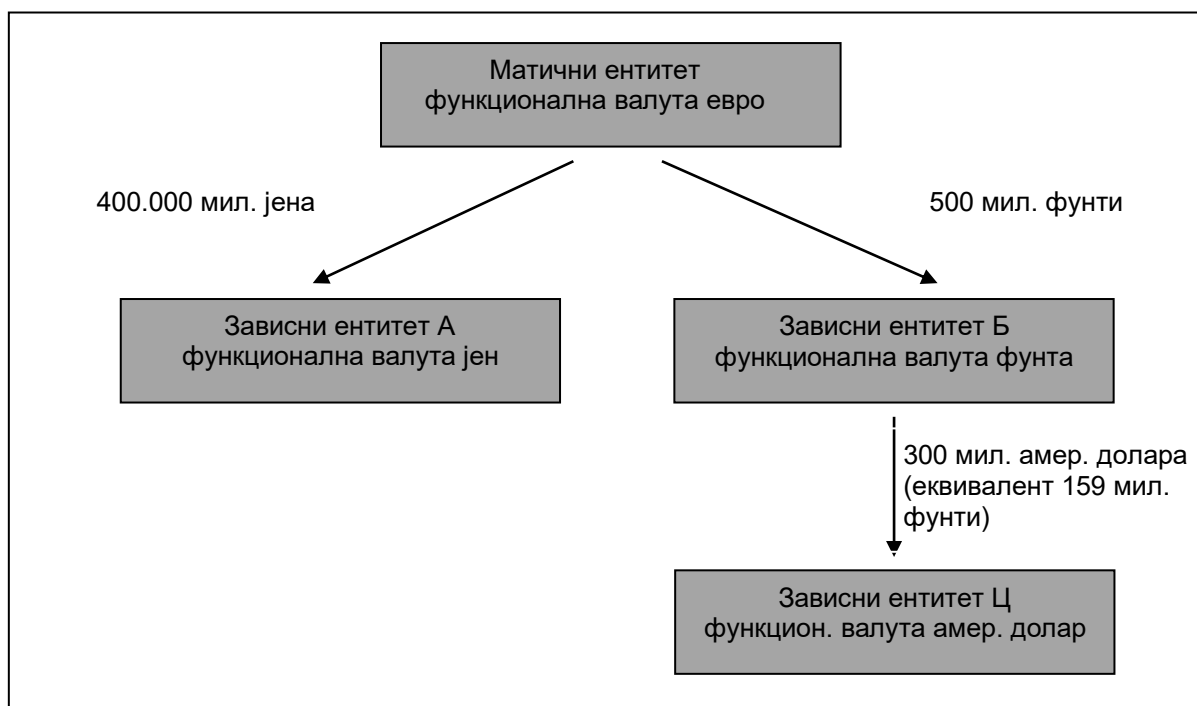 Матични ентитет
функционална валута евро
400.000 мил. јена
500 мил. фунти
Зависни ентитет А
функционална валута јен
Зависни ентитет Б
функционална валута фунта
300 мил. амер. долара
(еквивалент 159 мил.
фунти)
Зависни ентитет Ц
функцион. валута амер. долар